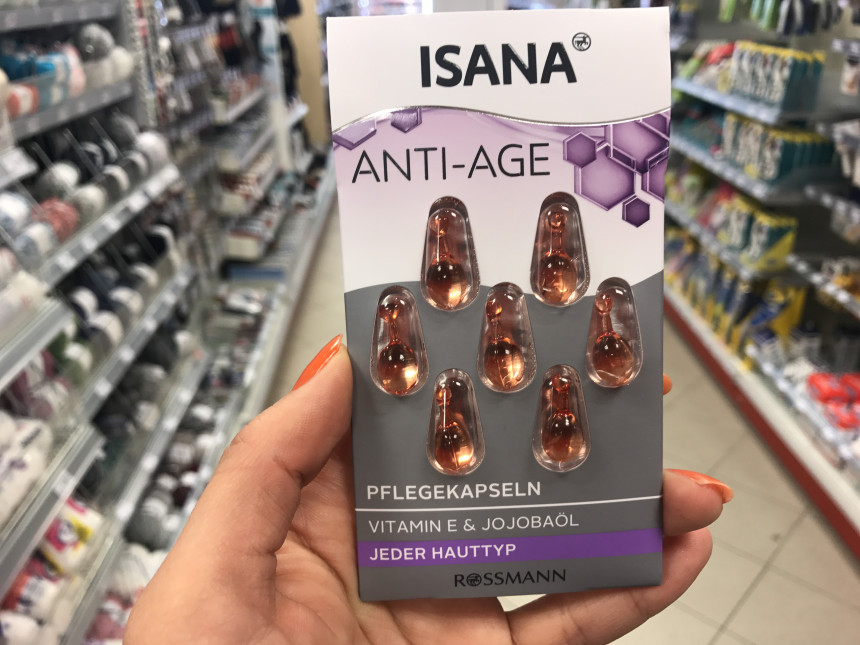 ISANA
ANTI-AGE
PFLEGEKAPSELN
VITAMIN E & JOJOBAÖL
JEDER HAUTTYP
ROSSMANN